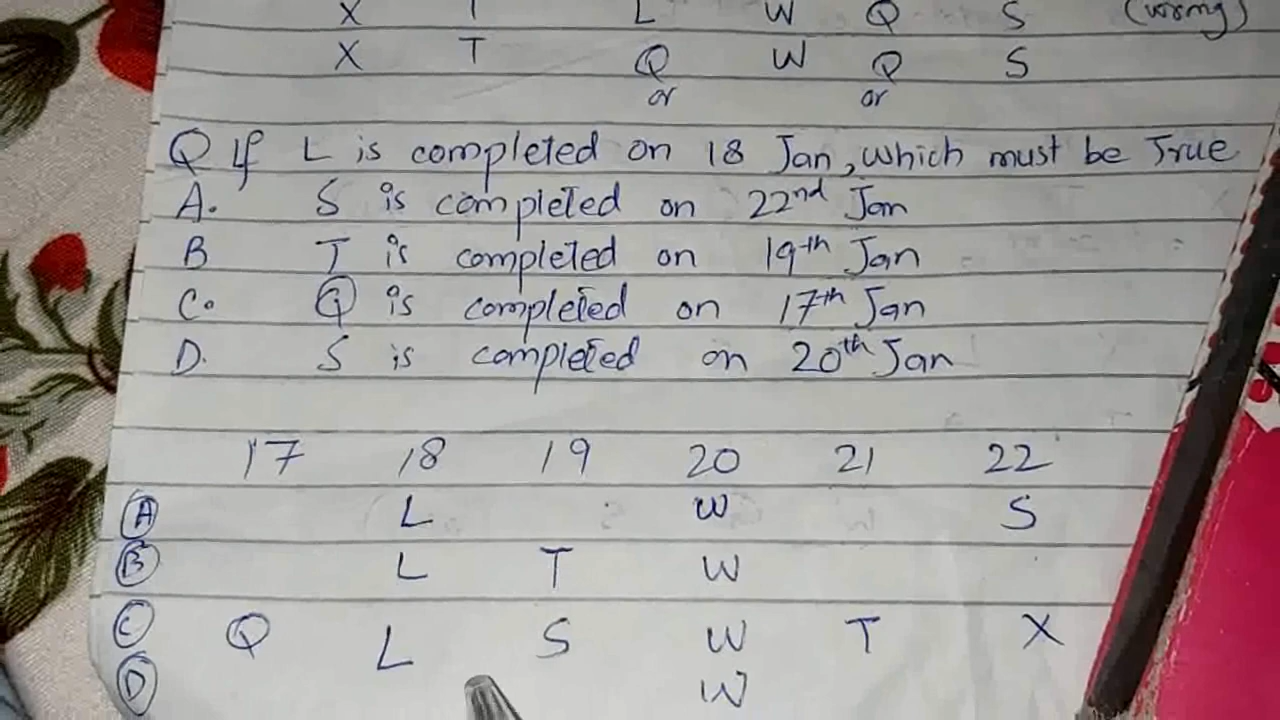 X T L W Q S (wrong)
X T Q W Q S
or or
Q If L is completed on 18 Jan, which must be True
A. S is completed on 22nd Jan
B T is completed on 19th Jan
C. Q is completed on 17th Jan
D. S is completed on 20th Jan
17 18 19 20 21 22
A L W S
B L T W
C Q L S W T X
D W